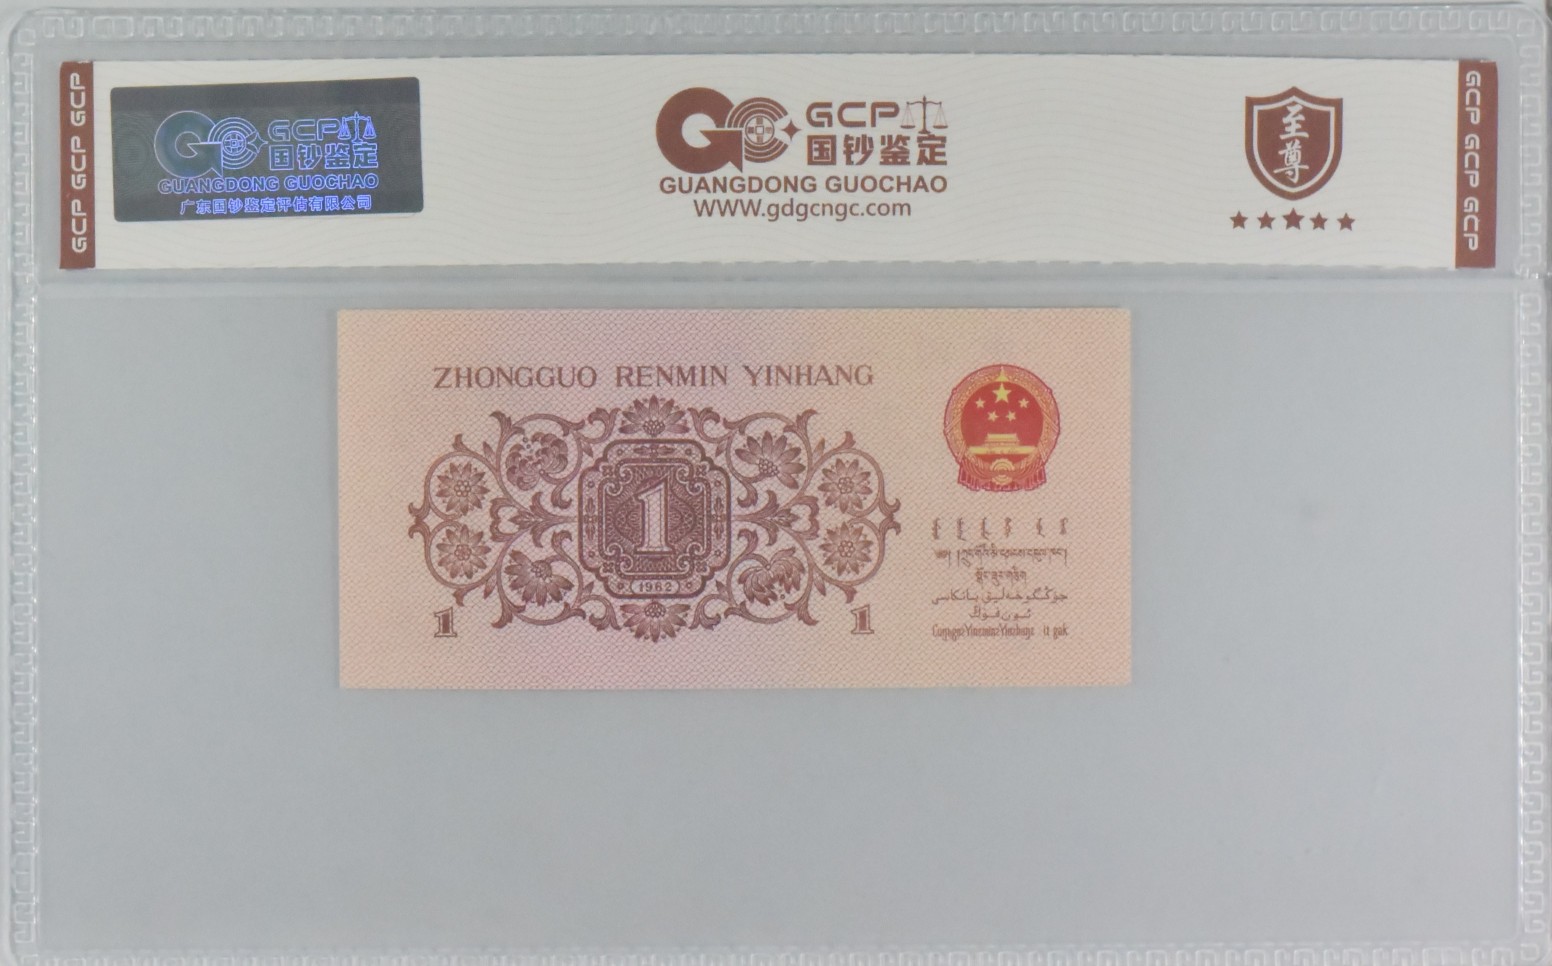 GCP GCP GCP
GCP
国钞鉴定
GUANGDONG GUOCHAO
广东国钞鉴定评估有限公司
GCP
国钞鉴定
GUANGDONG GUOCHAO
WWW.gdgcngc.com
至尊
GCP GCP GCP
ZHONGGUO RENMIN YINHANG
1
1962
1 1